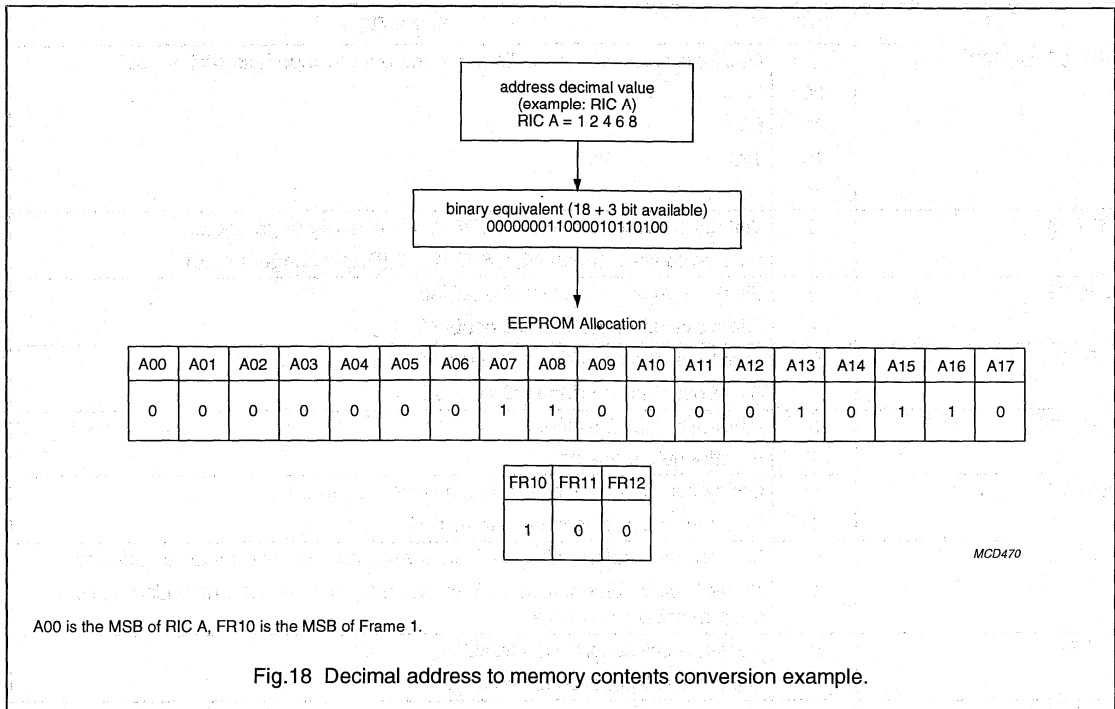 address decimal value
(example: RIC A)
RIC A = 1 2 4 6 8
binary equivalent (18 + 3 bit available)
000000011000010110100
EEPROM Allocation
A00 A01 A02 A03 A04 A05 A06 A07 A08 A09 A10 A11 A12 A13 A14 A15 A16 A17
0 0 0 0 0 0 0 1 1 0 0 0 0 1 0 1 1 0
FR10 FR11 FR12
1 0 0
MCD470
A00 is the MSB of RIC A, FR10 is the MSB of Frame 1.
Fig.18 Decimal address to memory contents conversion example.